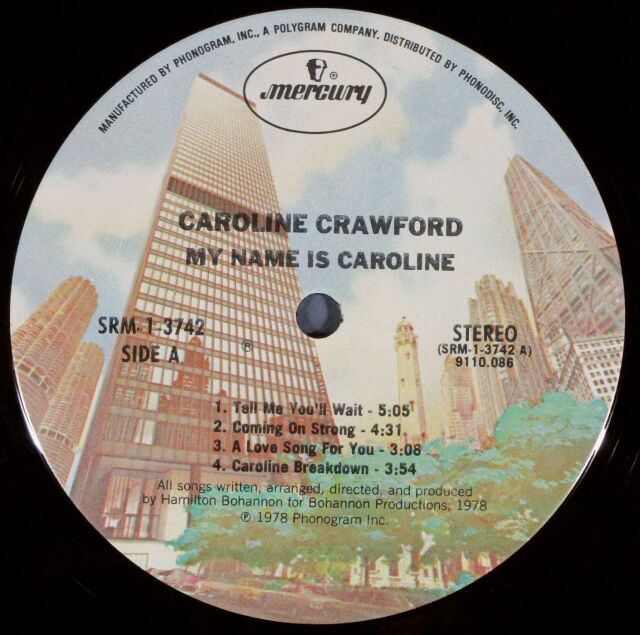 MANUFACTURED BY PHONOGRAM, INC., A POLYGRAM COMPANY. DISTRIBUTED BY PHONODISC, INC.
®
mercury
CAROLINE CRAWFORD
MY NAME IS CAROLINE
SRM-1-3742
SIDE A
®
STEREO
(SRM-1-3742 A)
9110.086
1. Tell Me You'll Wait - 5:05
2. Coming On Strong - 4:31
3. A Love Song For You - 3:08
4. Caroline Breakdown - 3:54
All songs written, arranged, directed, and produced
by Hamilton Bohannon for Bohannon Productions, 1978
℗ 1978 Phonogram Inc.